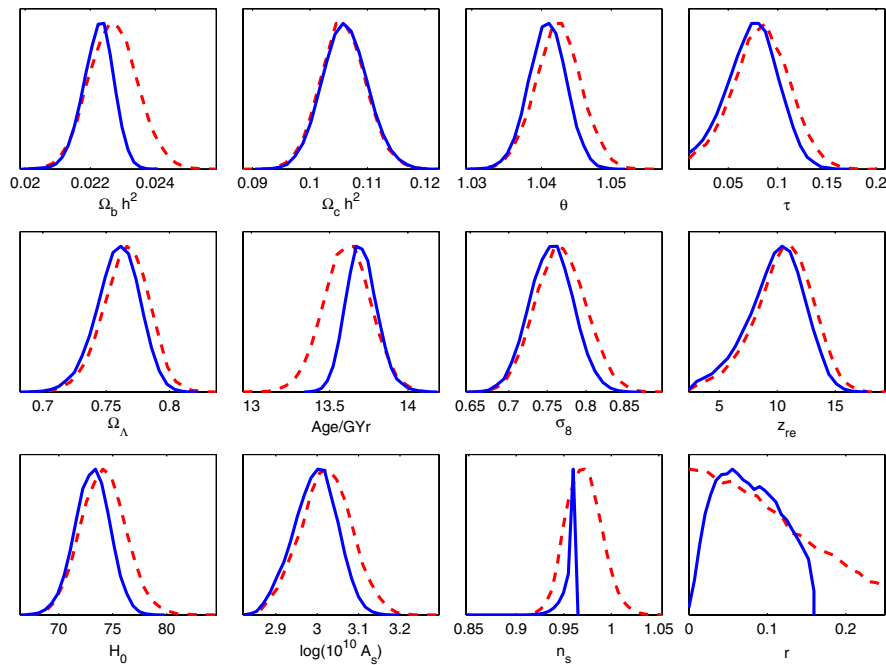 0.02 0.022 0.024
Ω_b h²
0.09 0.1 0.11 0.12
Ω_c h²
1.03 1.04 1.05
θ
0.05 0.1 0.15 0.2
τ
0.7 0.75 0.8
Ω_Λ
13 13.5 14
Age/GYr
0.65 0.7 0.75 0.8 0.85
σ_8
5 10 15
z_re
70 75 80
H_0
2.9 3 3.1 3.2
log(10¹⁰ A_s)
0.85 0.9 0.95 1 1.05
n_s
0 0.1 0.2
r